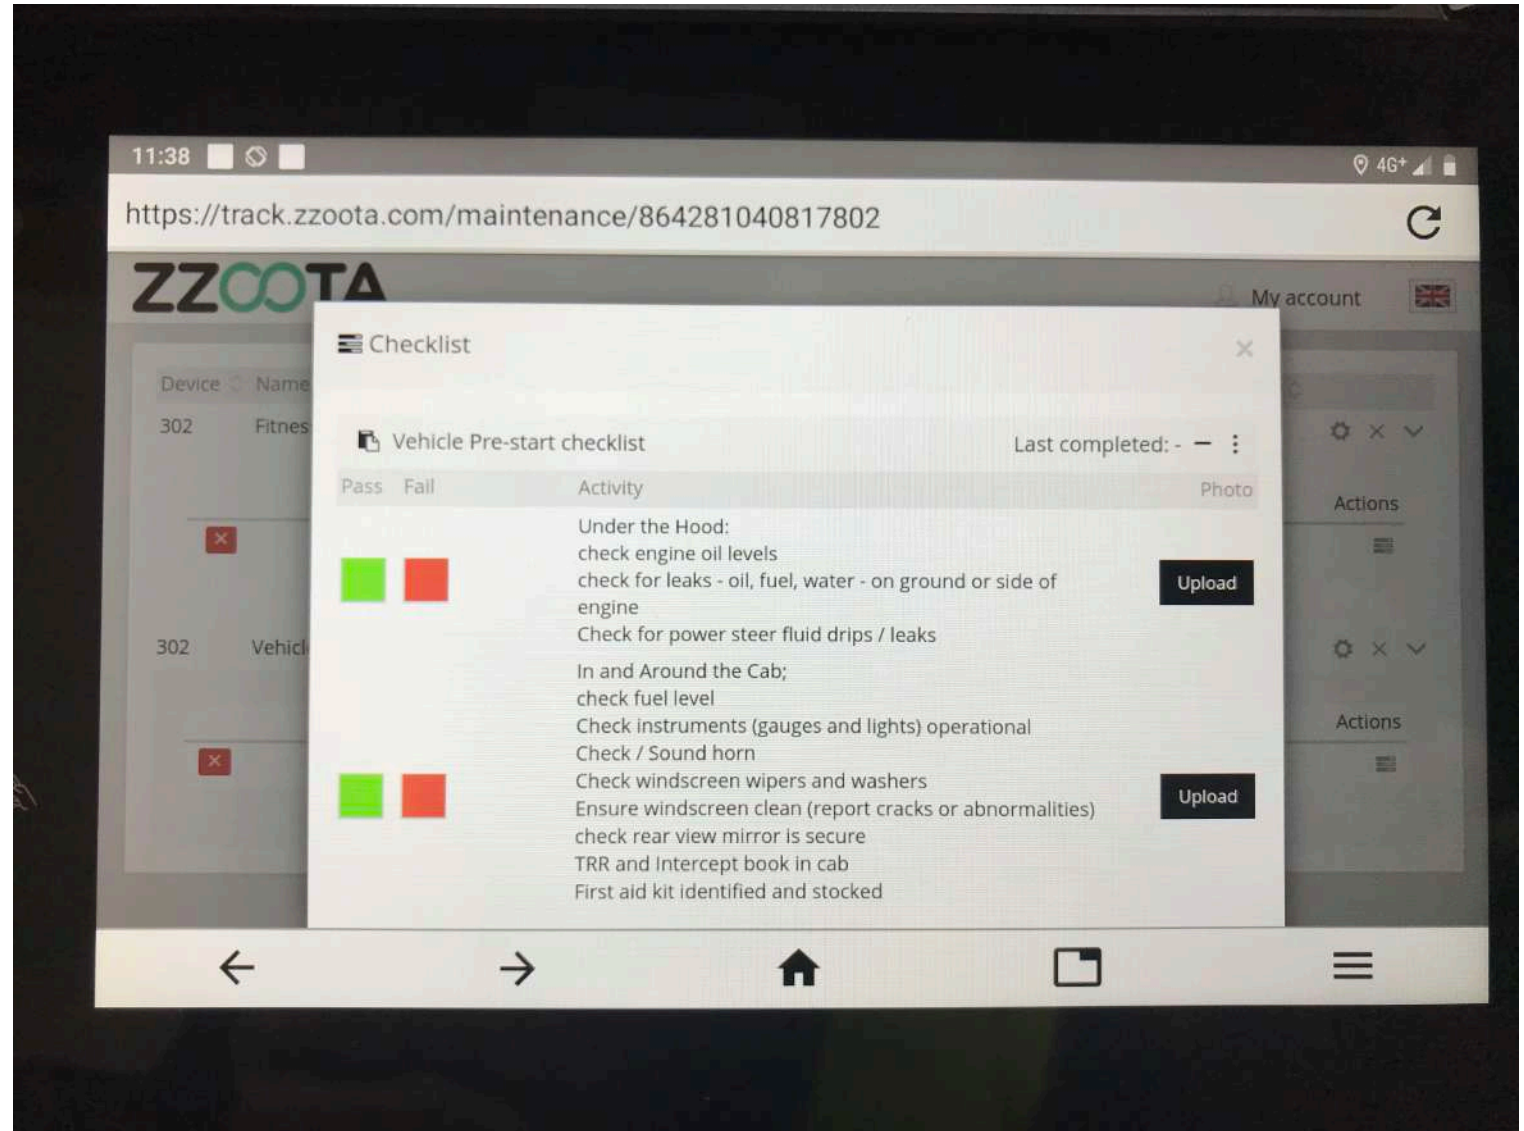 11:38
4G+
https://track.zzoota.com/maintenance/864281040817802
ZZOOTA
My account
Checklist
Device Name
302 Fitnes
Vehicle Pre-start checklist
Last completed: -
Pass Fail Activity Photo
Actions
Under the Hood:
check engine oil levels
check for leaks - oil, fuel, water - on ground or side of
engine
Check for power steer fluid drips / leaks
Upload
302 Vehicl
In and Around the Cab;
check fuel level
Check instruments (gauges and lights) operational
Check / Sound horn
Check windscreen wipers and washers
Ensure windscreen clean (report cracks or abnormalities)
check rear view mirror is secure
TRR and Intercept book in cab
First aid kit identified and stocked
Upload
Actions